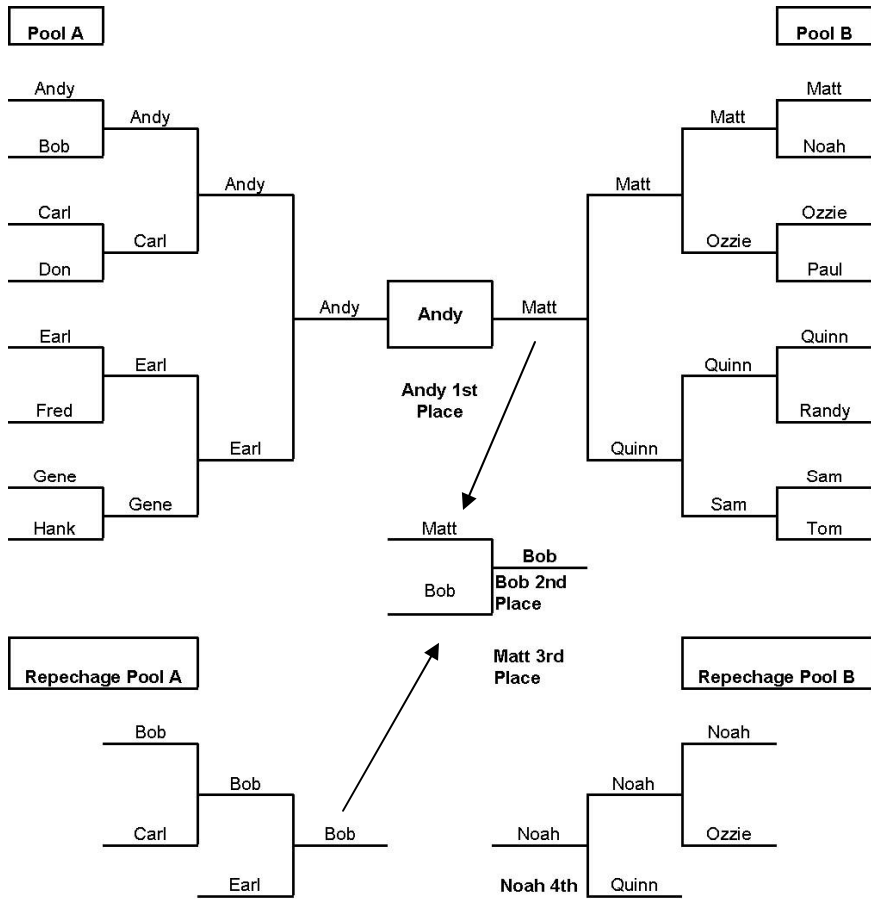 Pool A
Pool B
Andy
Matt
Andy
Matt
Bob
Noah
Andy
Matt
Carl
Ozzie
Carl
Ozzie
Don
Paul
Andy
Andy
Matt
Earl
Quinn
Earl
Quinn
Andy 1st
Place
Fred
Randy
Earl
Quinn
Gene
Sam
Gene
Sam
Hank
Matt
Tom
Bob
Bob
Bob 2nd
Place
Matt 3rd
Place
Repechage Pool A
Repechage Pool B
Bob
Noah
Bob
Noah
Carl
Bob
Noah
Ozzie
Earl
Noah 4th
Quinn